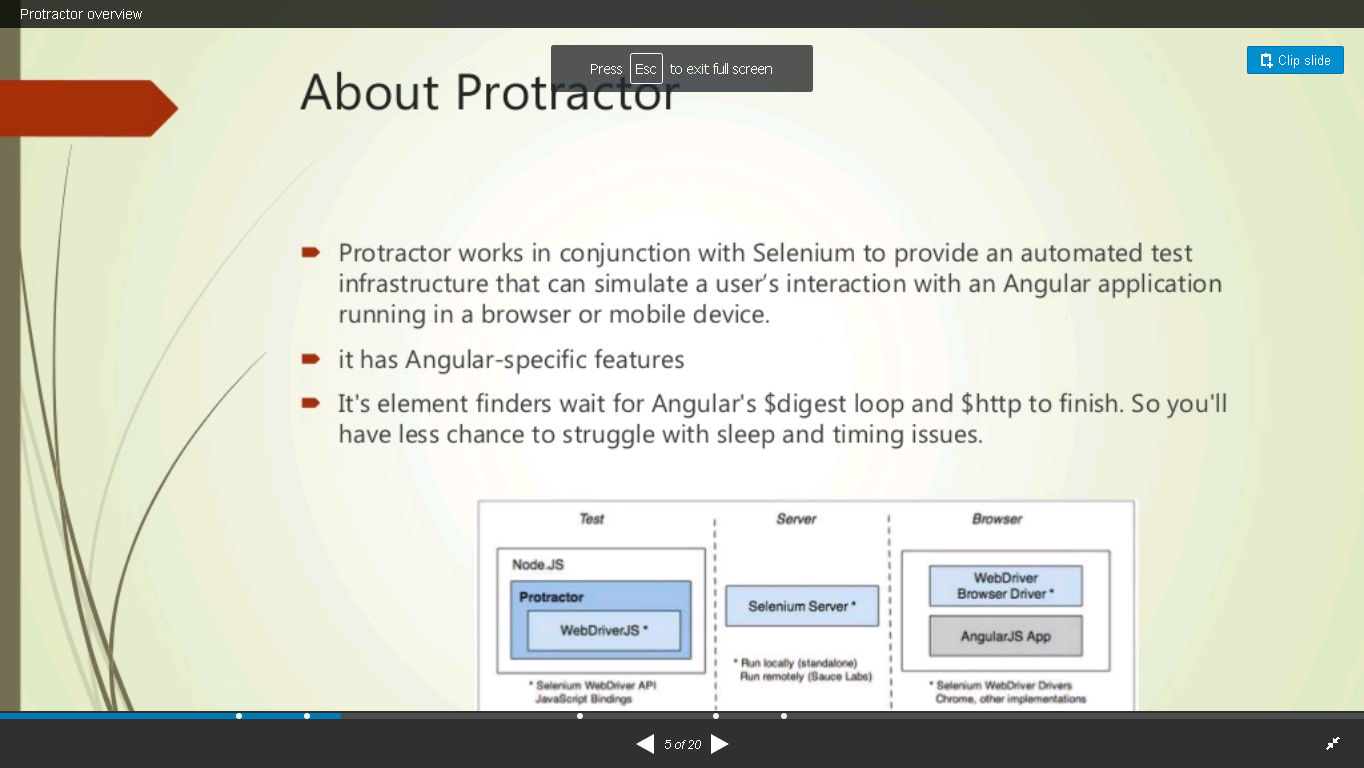 Protractor overview
Press Esc to exit full screen
Clip slide
About Protractor
Protractor works in conjunction with Selenium to provide an automated test
infrastructure that can simulate a user’s interaction with an Angular application
running in a browser or mobile device.
it has Angular-specific features
It's element finders wait for Angular's $digest loop and $http to finish. So you'll
have less chance to struggle with sleep and timing issues.
Test
Node.JS
Protractor
WebDriverJS *
* Selenium WebDriver API
JavaScript Bindings
Server
Selenium Server *
* Run locally (standalone)
Run remotely (Sauce Labs)
Browser
WebDriver
Browser Driver *
AngularJS App
* Selenium WebDriver Drivers
Chrome, other implementations
5 of 20